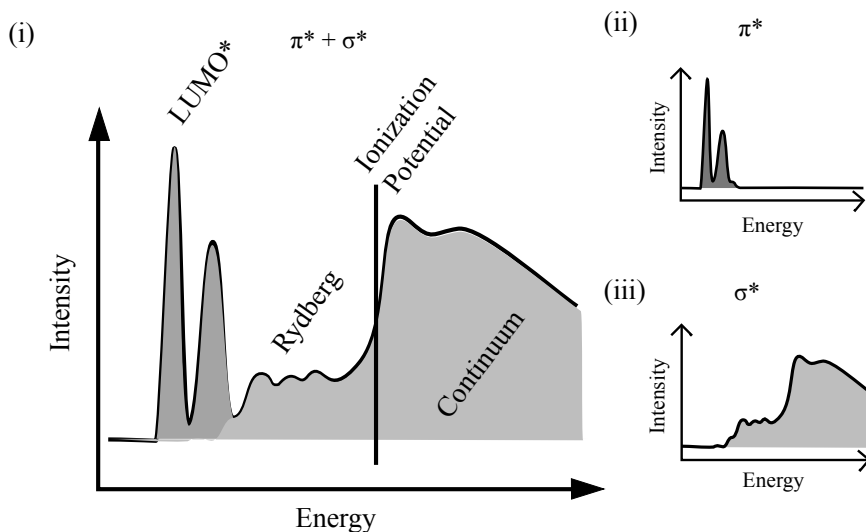 (i)
π* + σ*
LUMO*
Ionization
Potential
Rydberg
Continuum
Intensity
Energy
(ii)
π*
Intensity
Energy
(iii)
σ*
Intensity
Energy